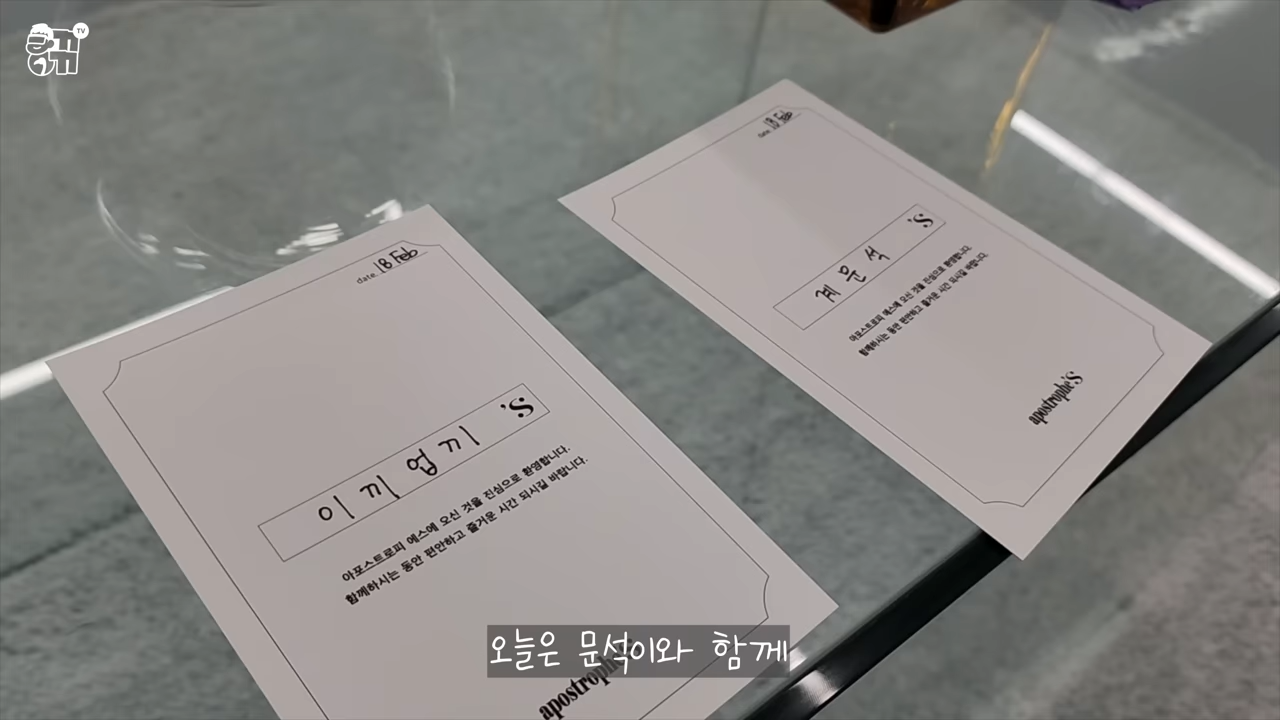 TV
date. 18 Feb
이끼업끼 'S
아포스트로피 에스에 오신 것을 진심으로 환영합니다.
함께하시는 동안 편안하고 즐거운 시간 되시길 바랍니다.
apostrophe'S
date. 18 Feb
계문석 'S
아포스트로피 에스에 오신 것을 진심으로 환영합니다.
함께하시는 동안 편안하고 즐거운 시간 되시길 바랍니다.
apostrophe'S
오늘은 문석이와 함께